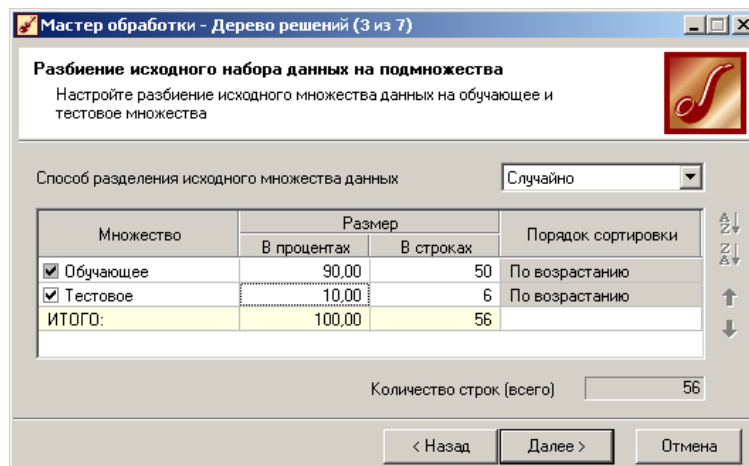 Мастер обработки - Дерево решений (3 из 7)
Разбиение исходного набора данных на подмножества
Настройте разбиение исходного множества данных на обучающее и
тестовое множества
Способ разделения исходного множества данных Случайно
Множество Размер Порядок сортировки
В процентах В строках
Обучающее 90,00 50 По возрастанию
Тестовое 10,00 6 По возрастанию
ИТОГО: 100,00 56
Количество строк (всего) 56
< Назад Далее > Отмена